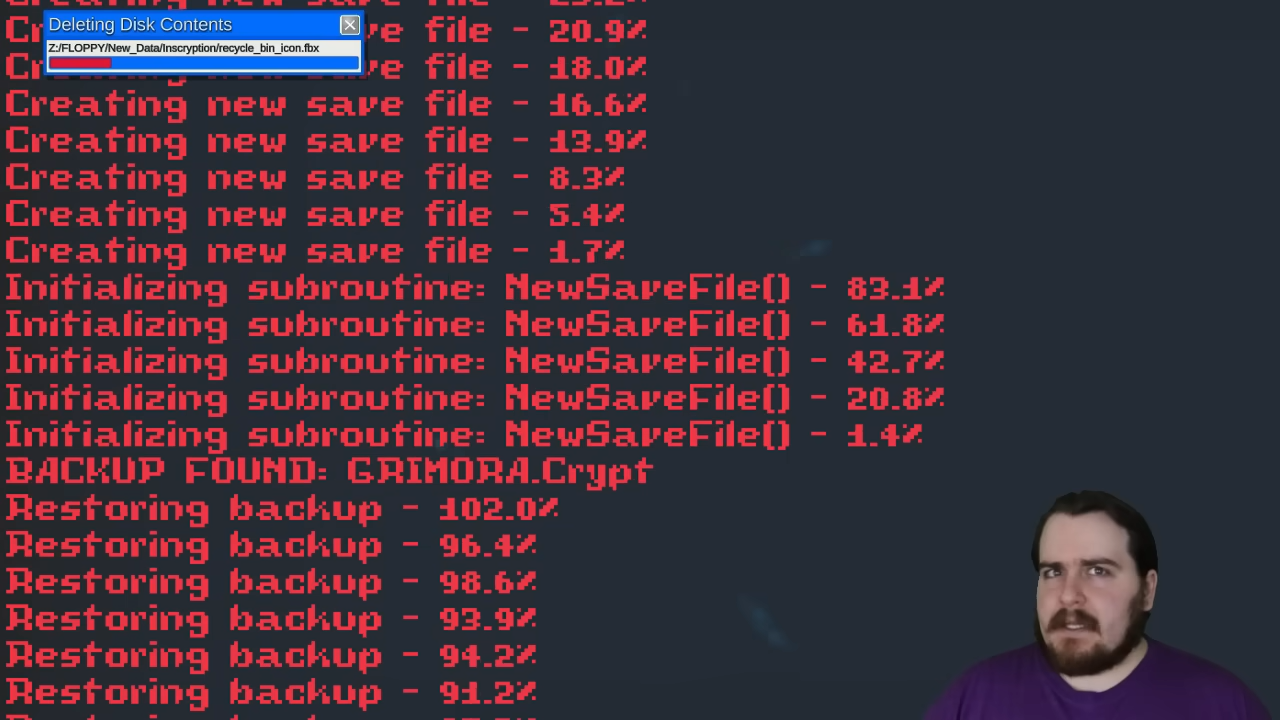 Deleting Disk Contents
Z:/FLOPPY/New_Data/Inscryption/recycle_bin_icon.fbx
file - 20.9%
file - 18.0%
Creating new save file - 16.6%
Creating new save file - 13.9%
Creating new save file - 8.3%
Creating new save file - 5.4%
Creating new save file - 1.7%
Initializing subroutine: NewSaveFile() - 83.1%
Initializing subroutine: NewSaveFile() - 61.8%
Initializing subroutine: NewSaveFile() - 42.7%
Initializing subroutine: NewSaveFile() - 20.8%
Initializing subroutine: NewSaveFile() - 1.4%
BACKUP FOUND: GRIMORA.Crypt
Restoring backup - 102.0%
Restoring backup - 96.4%
Restoring backup - 98.6%
Restoring backup - 93.9%
Restoring backup - 94.2%
Restoring backup - 91.2%